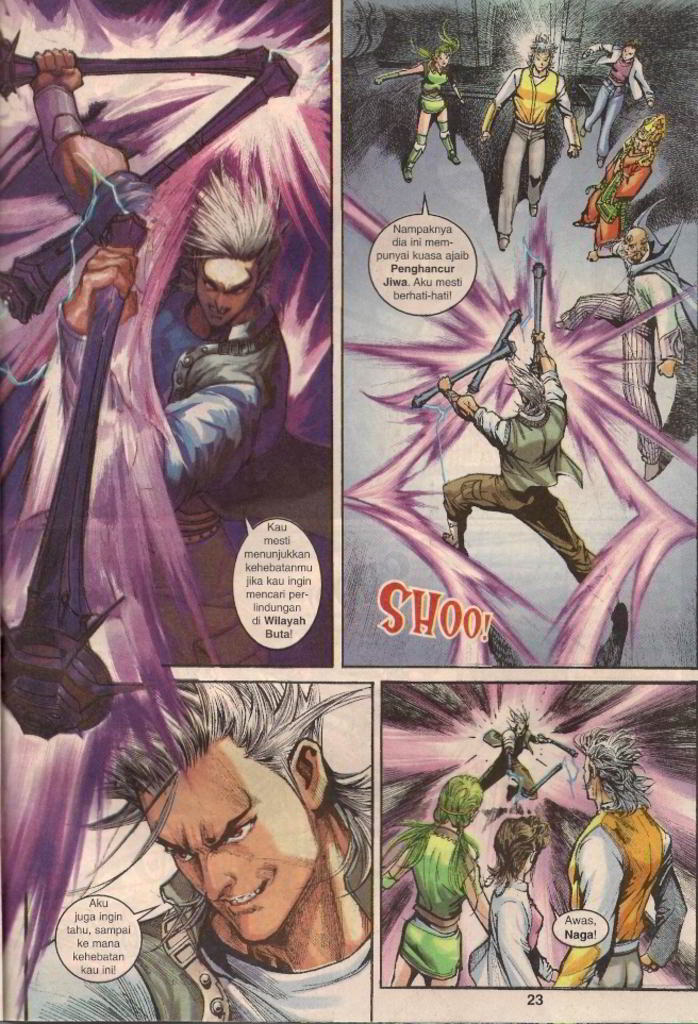 Kau
mesti
menunjukkan
kehebatanmu
jika kau ingin
mencari per-
lindungan
di Wilayah
Buta!
Nampaknya
dia ini mem-
punyai kuasa ajaib
Penghancur
Jiwa. Aku mesti
berhati-hati!
SHOO!
Aku
juga ingin
tahu, sampai
ke mana
kehebatan
kau ini!
Awas,
Naga!
23